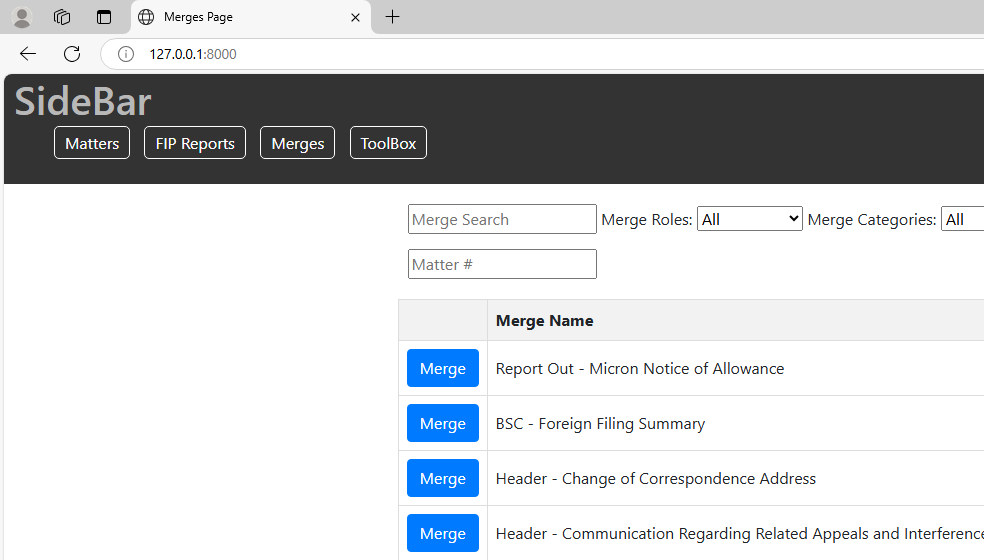 Merges Page
127.0.0.1:8000
SideBar
Matters FIP Reports Merges ToolBox
Merge Search Merge Roles: All Merge Categories: All
Matter #
Merge Name
Merge Report Out - Micron Notice of Allowance
Merge BSC - Foreign Filing Summary
Merge Header - Change of Correspondence Address
Merge Header - Communication Regarding Related Appeals and Interference